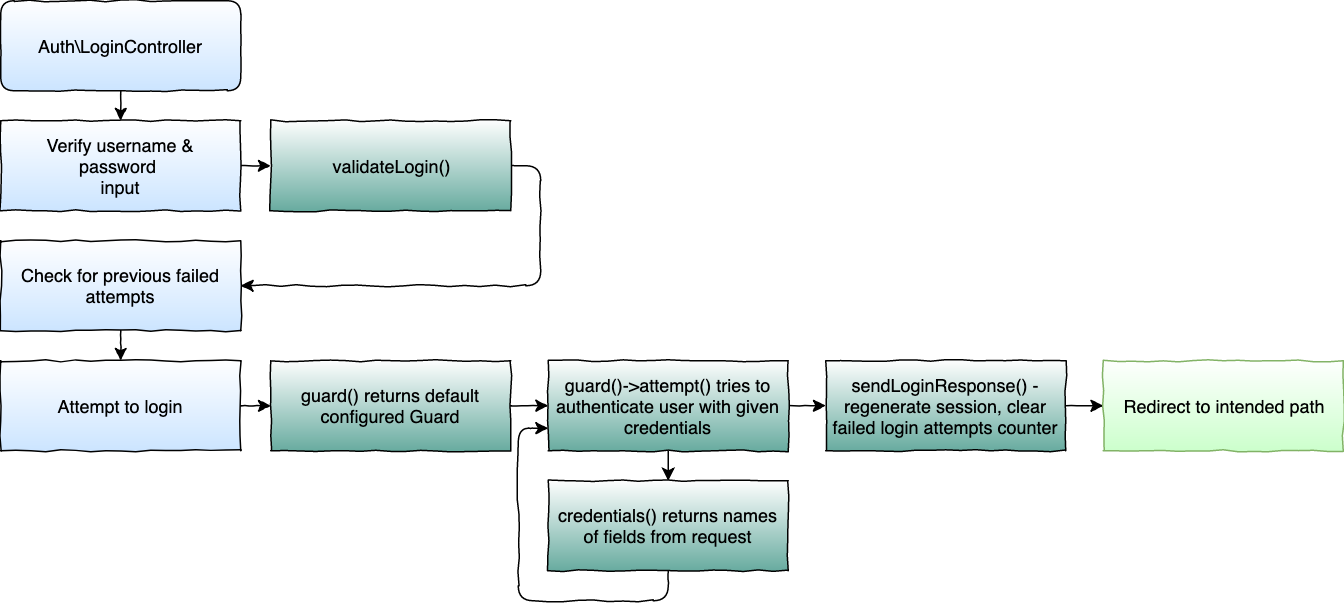 Auth\LoginController
Verify username &
password
input
validateLogin()
Check for previous failed
attempts
Attempt to login
guard() returns default
configured Guard
guard()->attempt() tries to
authenticate user with given
credentials
sendLoginResponse() -
regenerate session, clear
failed login attempts counter
Redirect to intended path
credentials() returns names
of fields from request